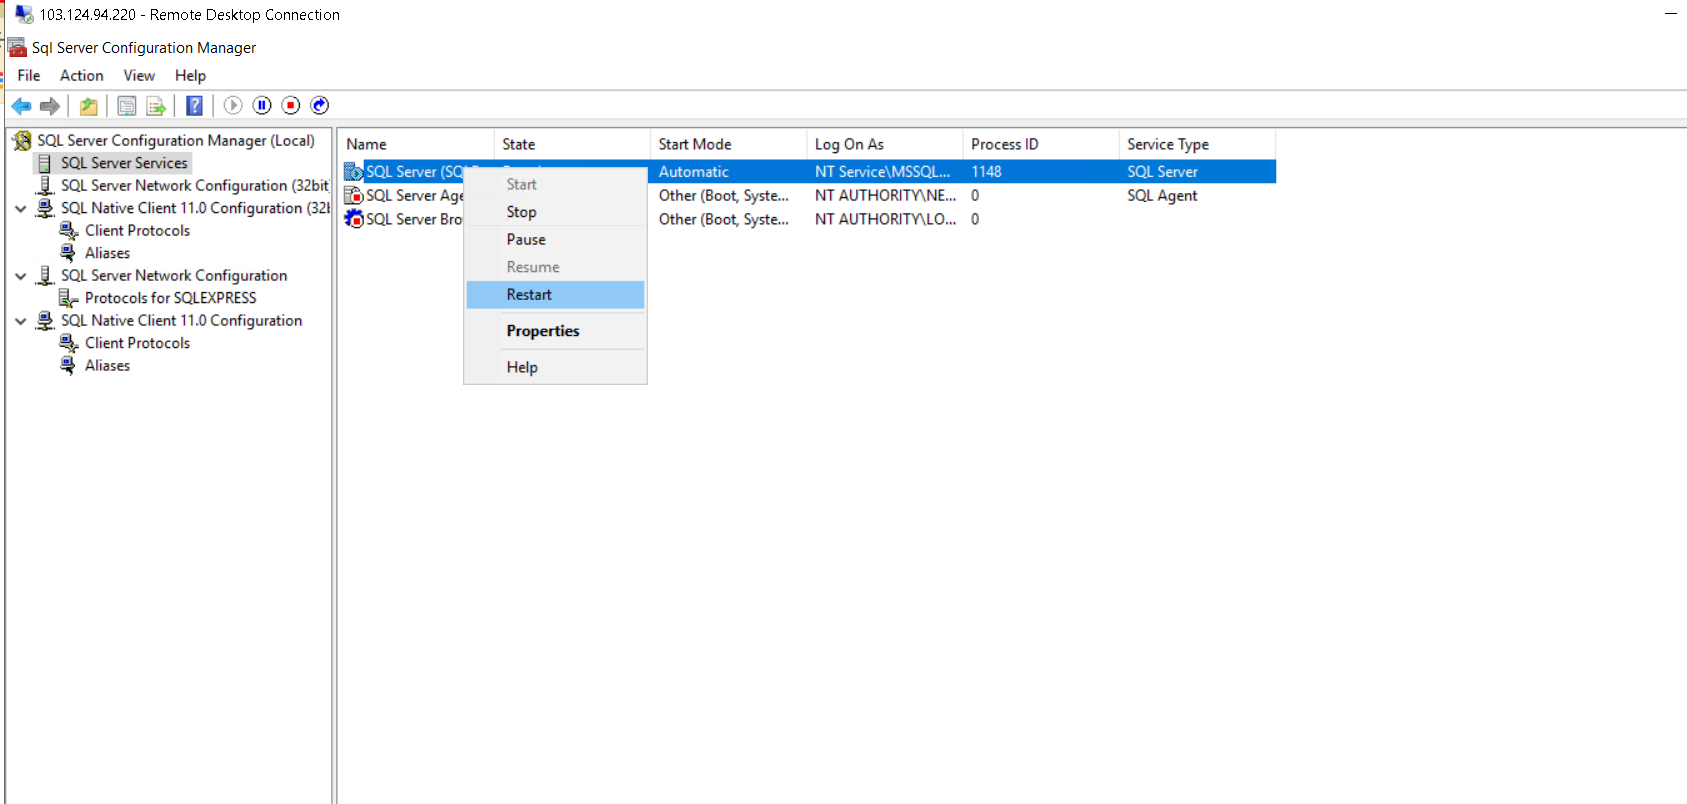 103.124.94.220 - Remote Desktop Connection
Sql Server Configuration Manager
File Action View Help
SQL Server Configuration Manager (Local)
SQL Server Services
SQL Server Network Configuration (32bit
SQL Native Client 11.0 Configuration (32b
Client Protocols
Aliases
SQL Server Network Configuration
Protocols for SQLEXPRESS
SQL Native Client 11.0 Configuration
Client Protocols
Aliases
Name State Start Mode Log On As Process ID Service Type
SQL Server (SQ Automatic NT Service\MSSQL... 1148 SQL Server
SQL Server Age Other (Boot, Syste... NT AUTHORITY\NE... 0 SQL Agent
SQL Server Bro Other (Boot, Syste... NT AUTHORITY\LO... 0
Start
Stop
Pause
Resume
Restart
Properties
Help